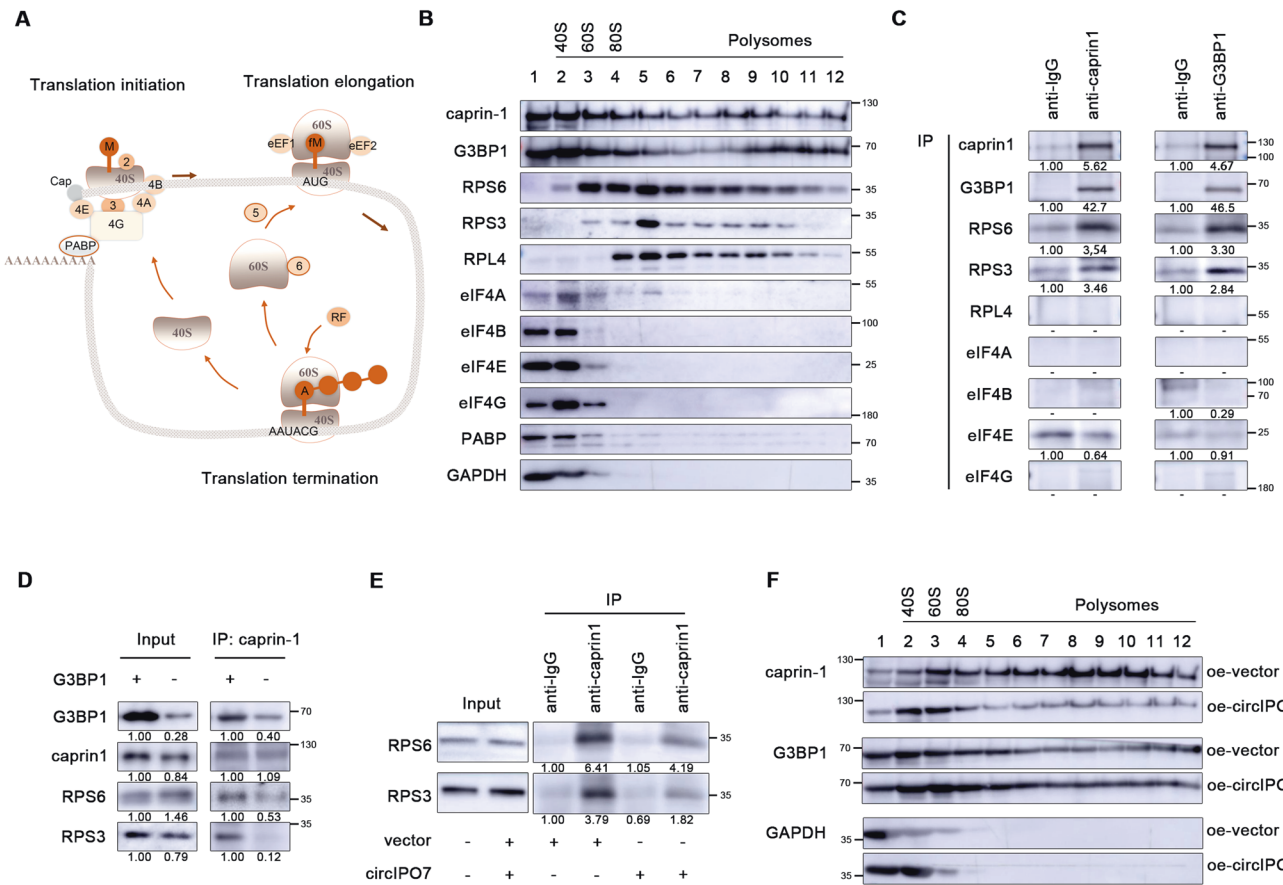 A
Translation initiation
Translation elongation
M
2
40S
Cap
4B
4E
3
4A
4G
PABP
AAAAAAAAAA
60S
eEF1
fM
eEF2
40S
AUG
5
60S
6
40S
RF
60S
A
40S
AAUACG
Translation termination
B
40S 60S 80S Polysomes
1 2 3 4 5 6 7 8 9 10 11 12
caprin-1 130
G3BP1 70
RPS6 35
RPS3 35
RPL4 55
eIF4A 55
eIF4B 100
eIF4E 25
eIF4G 180
PABP 70
GAPDH 35
C
anti-IgG anti-caprin1 anti-IgG anti-G3BP1
IP
caprin1 130 100
1.00 5.62 1.00 4.67
G3BP1 70
1.00 42.7 1.00 46.5
RPS6 35
1.00 3,54 1.00 3.30
RPS3 35
1.00 3.46 1.00 2.84
RPL4 55
- - - -
eIF4A 55
- - - -
eIF4B 100 70
- - 1.00 0.29
eIF4E 25
1.00 0.64 1.00 0.91
eIF4G 180
- - - -
D
Input IP: caprin-1
G3BP1 + - + -
G3BP1 70
1.00 0.28 1.00 0.40
caprin1 130
1.00 0.84 1.00 1.09
RPS6 35
1.00 1.46 1.00 0.53
RPS3 35
1.00 0.79 1.00 0.12
E
IP
Input anti-IgG anti-caprin1 anti-IgG anti-caprin1
RPS6 35
1.00 6.41 1.05 4.19
RPS3 35
1.00 3.79 0.69 1.82
vector - + + + - -
circIPO7 - + - - + +
F
40S 60S 80S Polysomes
1 2 3 4 5 6 7 8 9 10 11 12
caprin-1 130 oe-vector
130 oe-circIPO
G3BP1 70 oe-vector
70 oe-circIPO
GAPDH 35 oe-vector
35 oe-circIPO